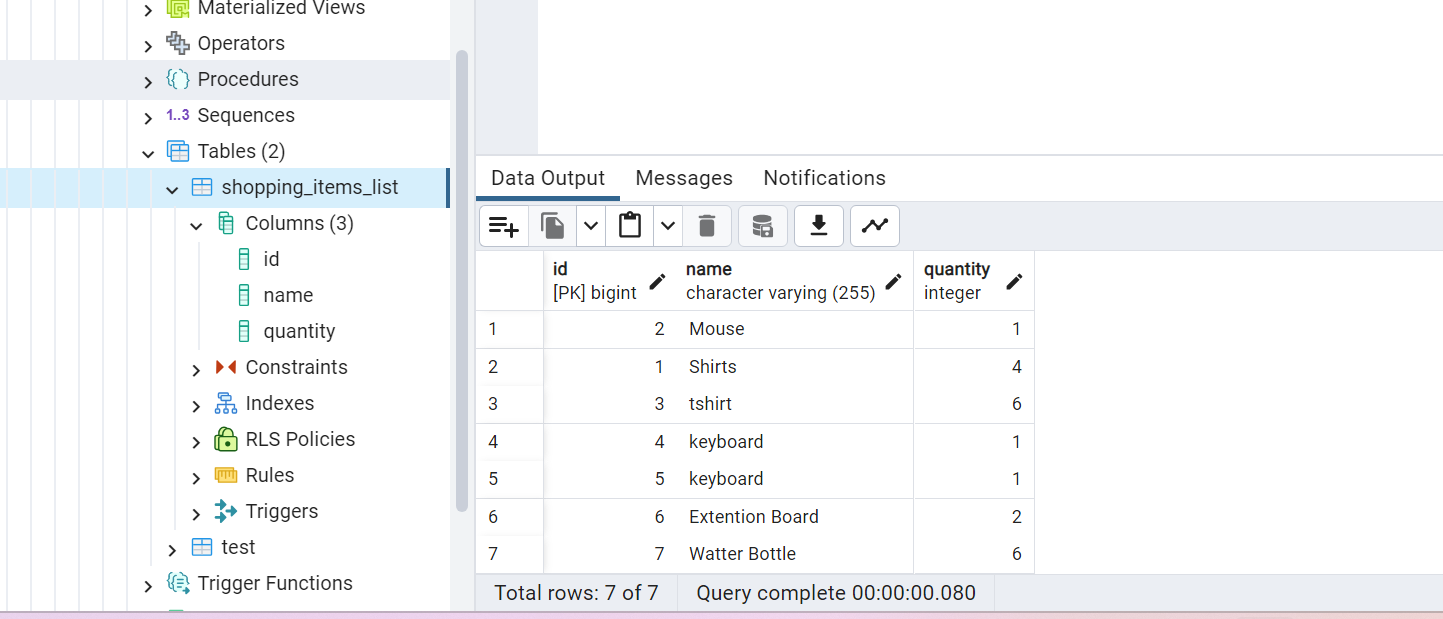 Materialized Views
Operators
Procedures
1..3 Sequences
Tables (2)
shopping_items_list
Columns (3)
id
name
quantity
Constraints
Indexes
RLS Policies
Rules
Triggers
test
Trigger Functions
Data Output Messages Notifications
id name quantity
[PK] bigint character varying (255) integer
1 2 Mouse 1
2 1 Shirts 4
3 3 tshirt 6
4 4 keyboard 1
5 5 keyboard 1
6 6 Extention Board 2
7 7 Watter Bottle 6
Total rows: 7 of 7 Query complete 00:00:00.080